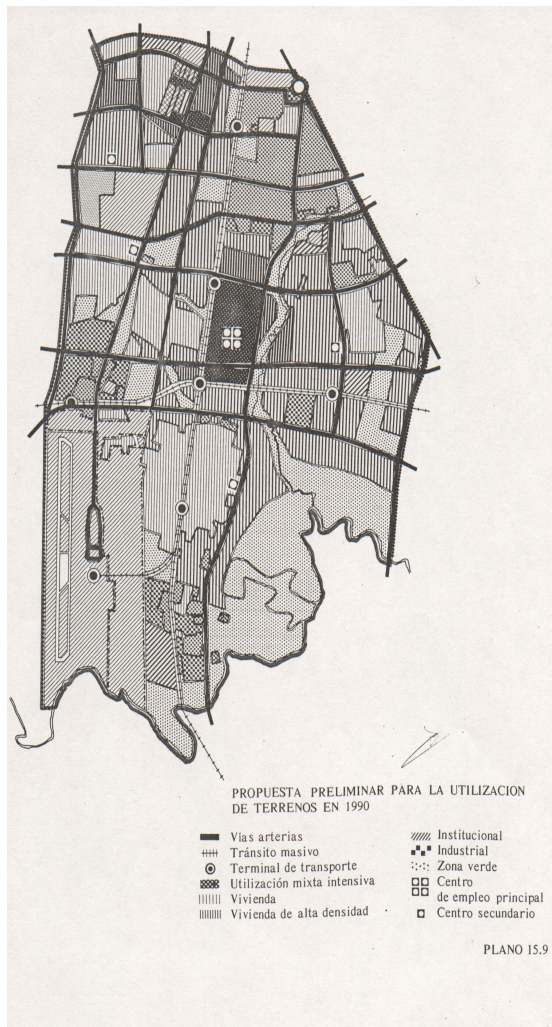 PROPUESTA PRELIMINAR PARA LA UTILIZACION
DE TERRENOS EN 1990
Vias arterias
Tránsito masivo
Terminal de transporte
Utilización mixta intensiva
Vivienda
Vivienda de alta densidad
Institucional
Industrial
Zona verde
Centro
de empleo principal
Centro secundario
PLANO 15.9